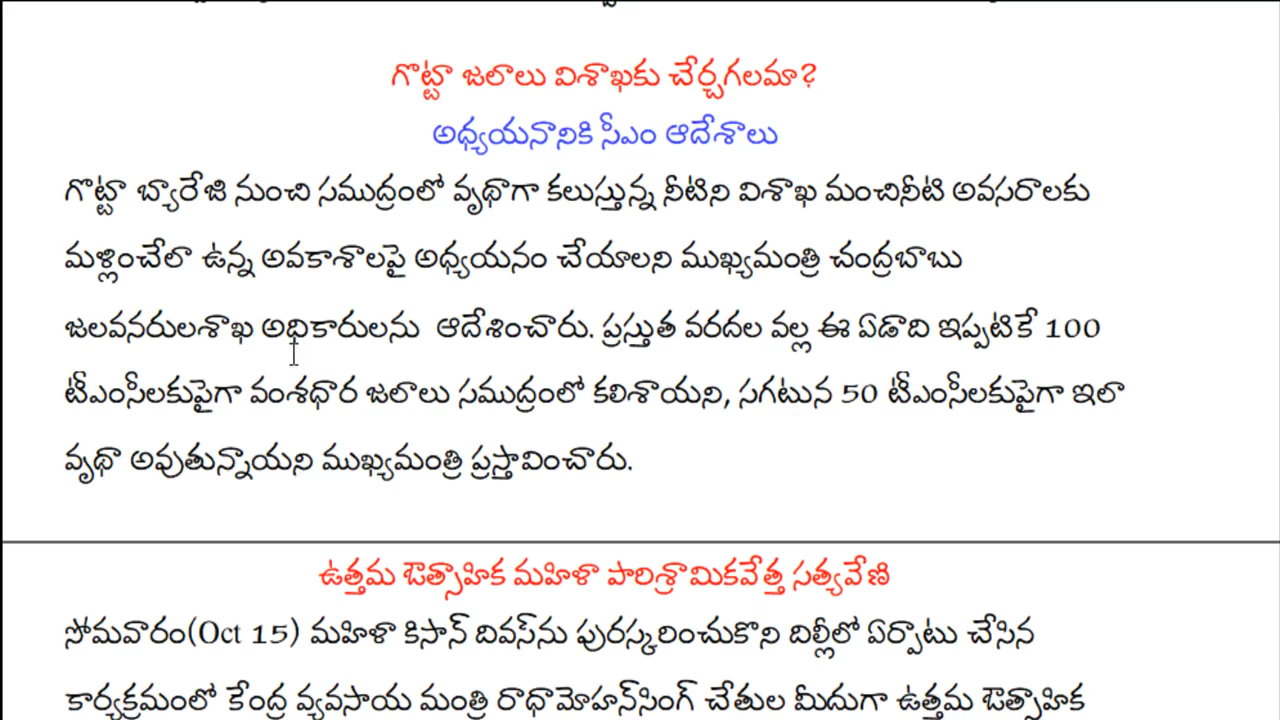 గొట్టా జలాలు విశాఖకు చేర్చగలమా?
అధ్యయనానికి సీఎం ఆదేశాలు
గొట్టా బ్యారేజి నుంచి సముద్రంలో వృథాగా కలుస్తున్న నీటిని విశాఖ మంచినీటి అవసరాలకు
మళ్లించేలా ఉన్న అవకాశాలపై అధ్యయనం చేయాలని ముఖ్యమంత్రి చంద్రబాబు
జలవనరులశాఖ అధికారులను ఆదేశించారు. ప్రస్తుత వరదల వల్ల ఈ ఏడాది ఇప్పటికే 100
టీఎంసీలకుపైగా వంశధార జలాలు సముద్రంలో కలిశాయని, సగటున 50 టీఎంసీలకుపైగా ఇలా
వృథా అవుతున్నాయని ముఖ్యమంత్రి ప్రస్తావించారు.
ఉత్తమ ఔత్సాహిక మహిళా పారిశ్రామికవేత్త సత్యవేణి
సోమవారం(Oct 15) మహిళా కిసాన్ దివస్‌ను పురస్కరించుకొని దిల్లీలో ఏర్పాటు చేసిన
కార్యక్రమంలో కేంద్ర వ్యవసాయ మంత్రి రాధామోహన్‌సింగ్ చేతుల మీదుగా ఉత్తమ ఔత్సాహిక